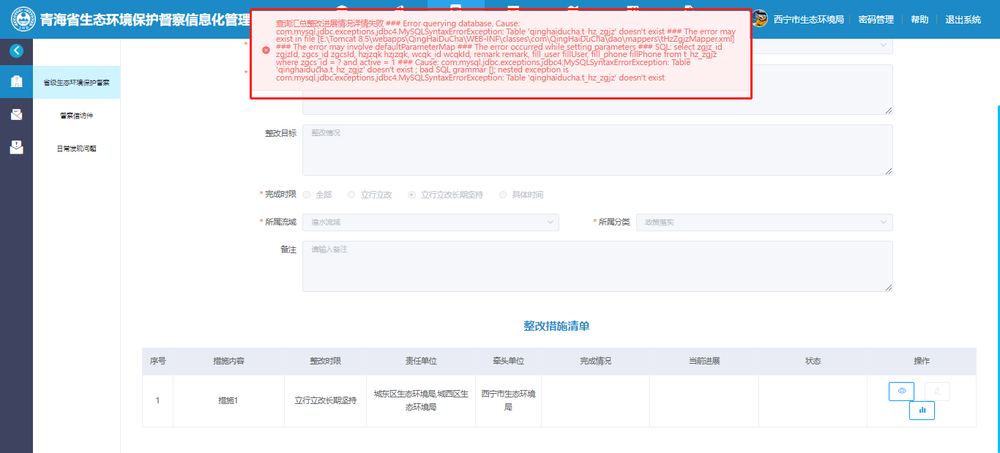 青海省生态环境保护督察信息化管理
西宁市生态环境局
密码管理
帮助
退出系统
查询汇总整改进展情况详情失败 ### Error querying database. Cause:
com.mysql.jdbc.exceptions.jdbc4.MySQLSyntaxErrorException: Table 'qinghaiducha.t_hz_zgjz' doesn't exist ### The error may
exist in file [E:\Tomcat 8.5\webapps\QingHaiDuCha\WEB-INF\classes\com\QingHaiDuCha\dao\mappers\tHzZgjzMapper.xml]
### The error may involve defaultParameterMap ### The error occurred while setting parameters ### SQL: select zgjz_id
zgjzId, zgcs_id zgcsId, hzjzqk hzjzqk, wcqk_id wcqkId, remark remark, fill_user fillUser, fill_phone fillPhone from t_hz_zgjz
where zgcs_id = ? and active = 1 ### Cause: com.mysql.jdbc.exceptions.jdbc4.MySQLSyntaxErrorException: Table
'qinghaiducha.t_hz_zgjz' doesn't exist ; bad SQL grammar []; nested exception is
com.mysql.jdbc.exceptions.jdbc4.MySQLSyntaxErrorException: Table 'qinghaiducha.t_hz_zgjz' doesn't exist
*
*
省级生态环境保护督察
督察信访件
日常发现问题
整改目标 整改情况
* 完成时限 全部 立行立改 立行立改长期坚持 具体时间
* 所属流域 湟水流域 * 所属分类 政策落实
备注 请输入备注
整改措施清单
序号 措施内容 整改时限 责任单位 牵头单位 完成情况 当前进展 状态 操作
1 措施1 立行立改长期坚持 城东区生态环境局,城西区生 西宁市生态环境
态环境局 局